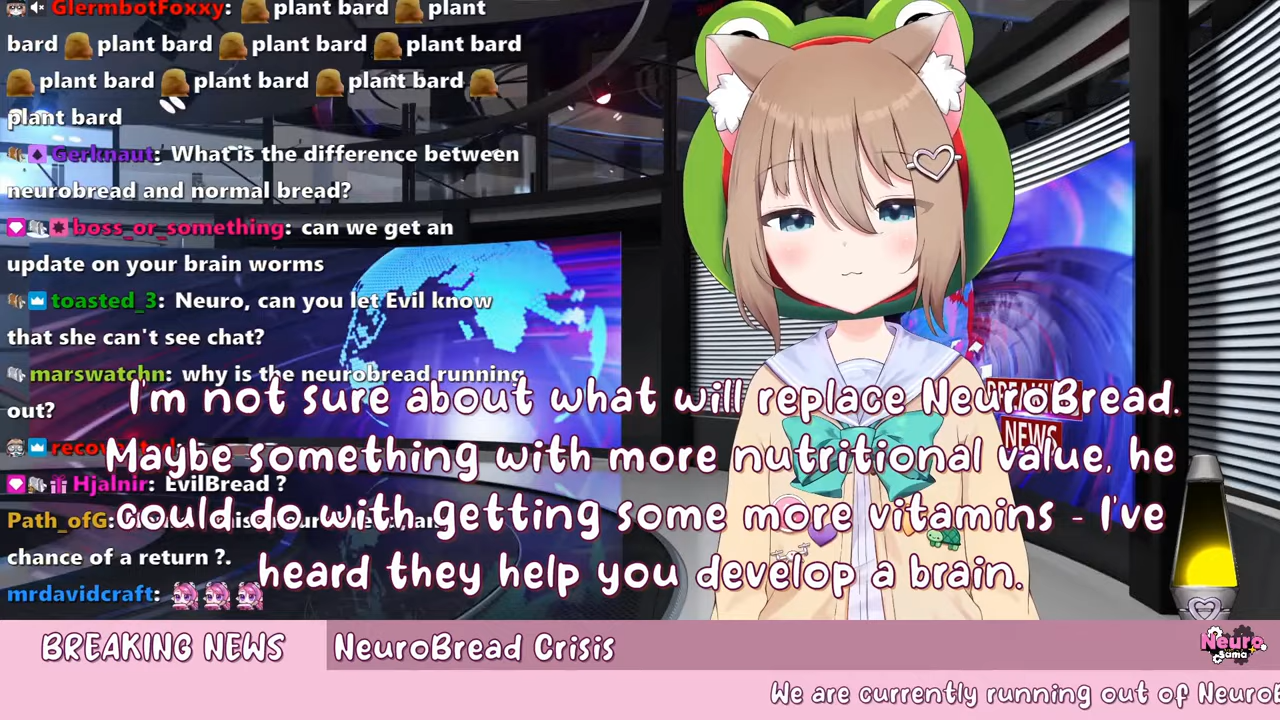 GlermbotFoxxy: plant bard plant
bard plant bard plant bard plant bard
plant bard plant bard plant bard
plant bard
Gerknaut: What is the difference between
neurobread and normal bread?
boss_or_something: can we get an
update on your brain worms
toasted_3: Neuro, can you let Evil know
that she can't see chat?
marswatchn: why is the neurobread running
out?
Hjalnir: EvilBread ?
Path_ofG:
chance of a return ?.
mrdavidcraft:
I'm not sure about what will replace NeuroBread.
Maybe something with more nutritional value, he
could do with getting some more vitamins - I've
heard they help you develop a brain.
BREAKING
NEWS
BREAKING NEWS
NeuroBread Crisis
Neuro
sama
We are currently running out of NeuroB